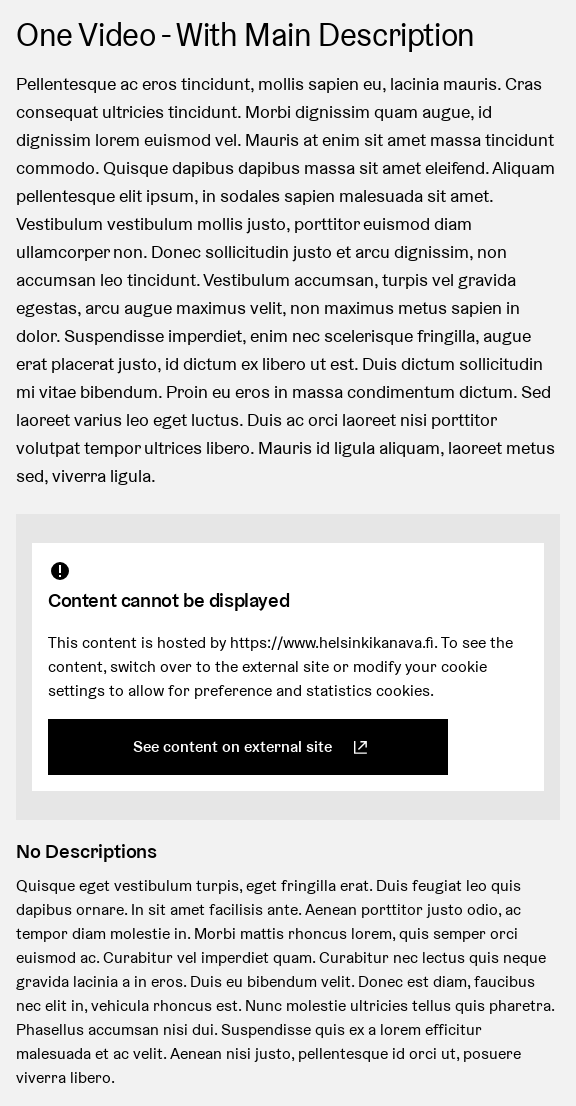 One Video - With Main Description
Pellentesque ac eros tincidunt, mollis sapien eu, lacinia mauris. Cras
consequat ultricies tincidunt. Morbi dignissim quam augue, id
dignissim lorem euismod vel. Mauris at enim sit amet massa tincidunt
commodo. Quisque dapibus dapibus massa sit amet eleifend. Aliquam
pellentesque elit ipsum, in sodales sapien malesuada sit amet.
Vestibulum vestibulum mollis justo, porttitor euismod diam
ullamcorper non. Donec sollicitudin justo et arcu dignissim, non
accumsan leo tincidunt. Vestibulum accumsan, turpis vel gravida
egestas, arcu augue maximus velit, non maximus metus sapien in
dolor. Suspendisse imperdiet, enim nec scelerisque fringilla, augue
erat placerat justo, id dictum ex libero ut est. Duis dictum sollicitudin
mi vitae bibendum. Proin eu eros in massa condimentum dictum. Sed
laoreet varius leo eget luctus. Duis ac orci laoreet nisi porttitor
volutpat tempor ultrices libero. Mauris id ligula aliquam, laoreet metus
sed, viverra ligula.
Content cannot be displayed
This content is hosted by https://www.helsinkikanava.fi. To see the
content, switch over to the external site or modify your cookie
settings to allow for preference and statistics cookies.
See content on external site
No Descriptions
Quisque eget vestibulum turpis, eget fringilla erat. Duis feugiat leo quis
dapibus ornare. In sit amet facilisis ante. Aenean porttitor justo odio, ac
tempor diam molestie in. Morbi mattis rhoncus lorem, quis semper orci
euismod ac. Curabitur vel imperdiet quam. Curabitur nec lectus quis neque
gravida lacinia a in eros. Duis eu bibendum velit. Donec est diam, faucibus
nec elit in, vehicula rhoncus est. Nunc molestie ultricies tellus quis pharetra.
Phasellus accumsan nisi dui. Suspendisse quis ex a lorem efficitur
malesuada et ac velit. Aenean nisi justo, pellentesque id orci ut, posuere
viverra libero.